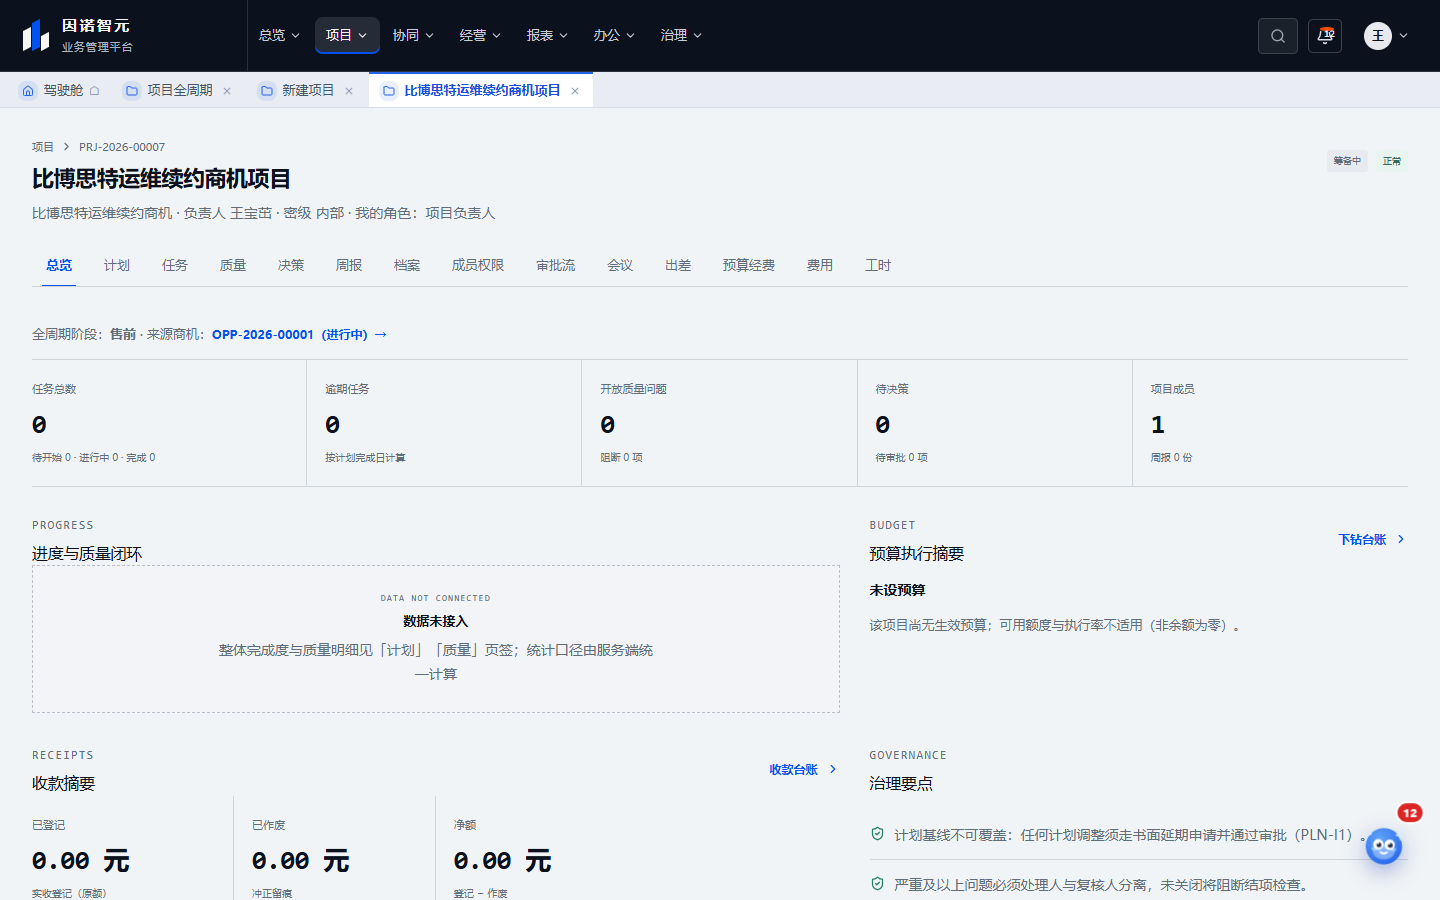 因诺智元
业务管理平台
总览
项目
协同
经营
报表
办公
治理
12
王
驾驶舱
项目全周期
新建项目
比博思特运维续约商机项目
项目 > PRJ-2026-00007
比博思特运维续约商机项目
筹备中
正常
比博思特运维续约商机 · 负责人 王宝茁 · 密级 内部 · 我的角色：项目负责人
总览 计划 任务 质量 决策 周报 档案 成员权限 审批流 会议 出差 预算经费 费用 工时
全周期阶段：售前 · 来源商机：OPP-2026-00001（进行中）→
任务总数
0
待开始 0 · 进行中 0 · 完成 0
逾期任务
0
按计划完成日计算
开放质量问题
0
阻断 0 项
待决策
0
待审批 0 项
项目成员
1
周报 0 份
PROGRESS
进度与质量闭环
DATA NOT CONNECTED
数据未接入
整体完成度与质量明细见「计划」「质量」页签；统计口径由服务端统
一计算
BUDGET
预算执行摘要
下钻台账
未设预算
该项目尚无生效预算；可用额度与执行率不适用（非余额为零）。
RECEIPTS
收款摘要
收款台账
已登记
0.00 元
实收登记（原额）
已作废
0.00 元
冲正留痕
净额
0.00 元
登记 − 作废
GOVERNANCE
治理要点
计划基线不可覆盖：任何计划调整须走书面延期申请并通过审批（PLN-I1）。
严重及以上问题必须处理人与复核人分离，未关闭将阻断结项检查。
12